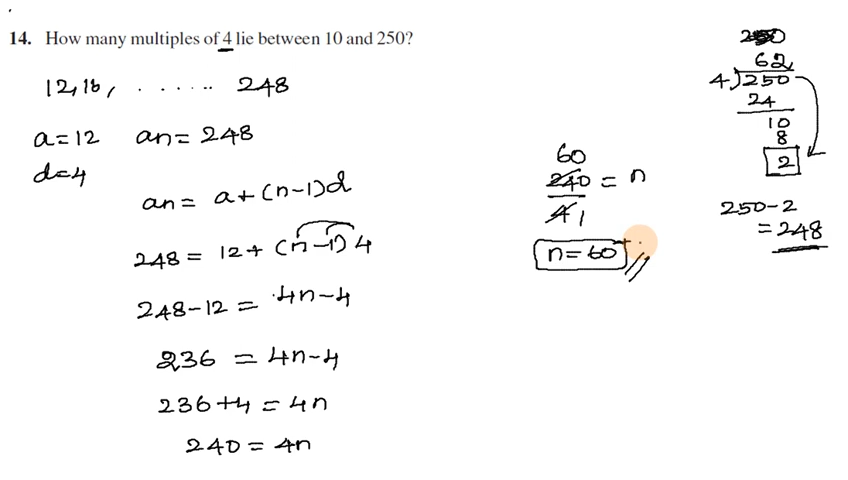 14. How many multiples of 4 lie between 10 and 250?
12, 16, ...... 248
a=12 an=248
d=4
an = a+(n-1)d
248 = 12+(n-1)4
248-12 = 4n-4
236 = 4n-4
236+4 = 4n
240 = 4n
60
240 = n
4 1
n=60
250
62
4)250
24
10
8
2
250-2
=248